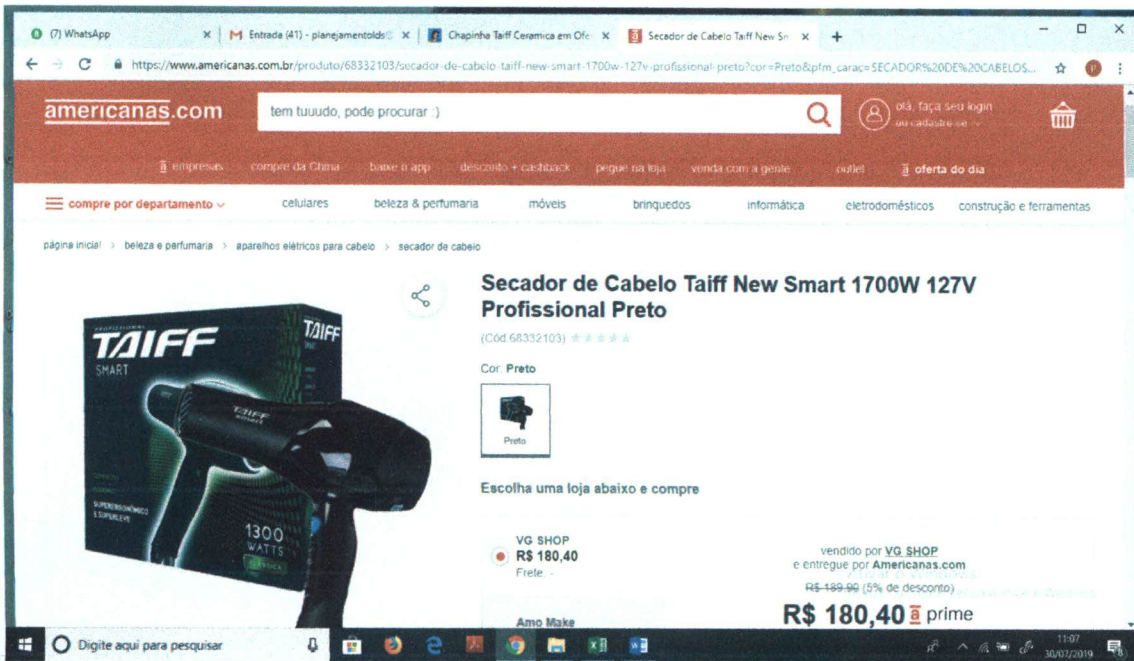 (7) WhatsApp
Entrada (41) - planejamentolds
Chapinha Taiff Ceramica em Ofe
Secador de Cabelo Taiff New Sn
https://www.americanas.com.br/produto/68332103/secador-de-cabelo-taiff-new-smart-1700w-127v-profissional-preto?cor=Preto&pfm_carac=SECADOR%20DE%20CABELOS...
americanas.com
tem tuuudo, pode procurar :)
olá, faça seu login
ou cadastre-se
empresas compre da China baixe o app desconto + cashback pegue na loja venda com a gente outlet oferta do dia
compre por departamento celulares beleza & perfumaria móveis brinquedos informática eletrodomésticos construção e ferramentas
página inicial > beleza e perfumaria > aparelhos elétricos para cabelo > secador de cabelo
Secador de Cabelo Taiff New Smart 1700W 127V
Profissional Preto
(Cód.68332103)
Cor: Preto
Preto
TAIFF
SMART
TAIFF
TAIFF
smart
SUPERERGONÔMICO
E SUPERLEVE
1300
WATTS
CLÁSSICA
Escolha uma loja abaixo e compre
VG SHOP
R$ 180,40
Frete: -
Amo Make
vendido por VG SHOP
e entregue por Americanas.com
R$ 189,90 (5% de desconto)
R$ 180,40 prime
Digite aqui para pesquisar
11:07
30/07/2019